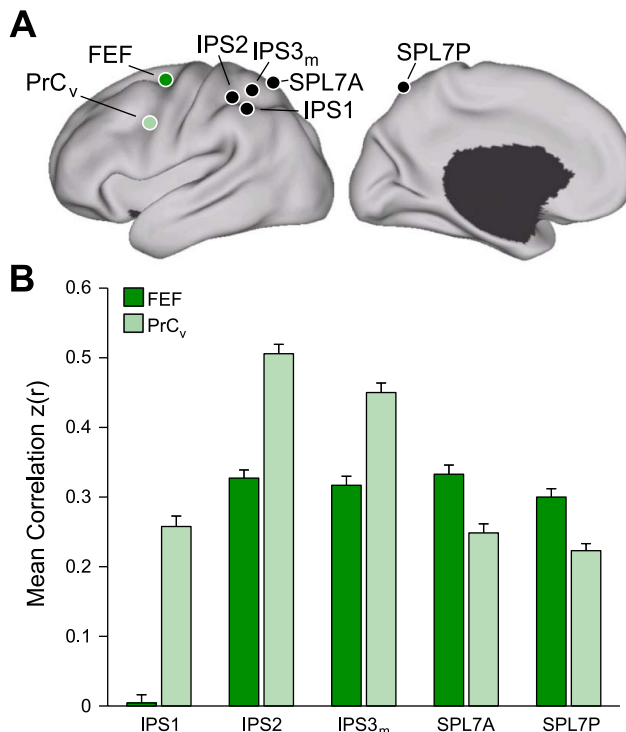 A
FEF
PrCv
IPS2
IPS3m
SPL7A
IPS1
SPL7P
B
FEF
PrCv
Mean Correlation z(r)
0.6
0.5
0.4
0.3
0.2
0.1
0
IPS1
IPS2
IPS3m
SPL7A
SPL7P